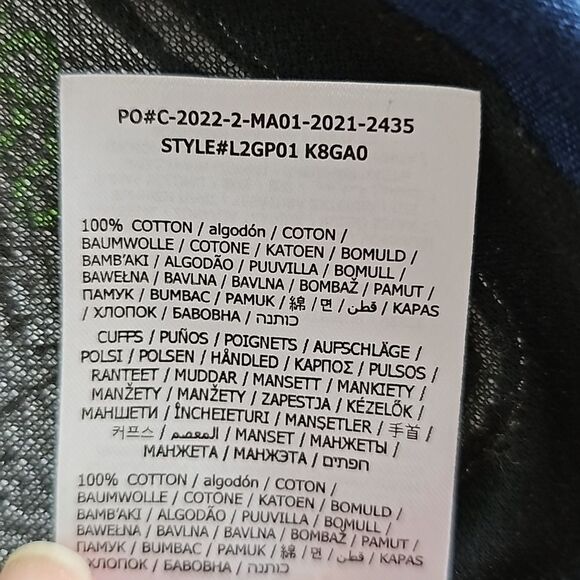 PO#C-2022-2-MA01-2021-2435
STYLE#L2GP01 K8GA0
100% COTTON / algodón / COTON /
BAUMWOLLE / COTONE / KATOEN / BOMULD /
BAMB'AKI / ALGODÃO / PUUVILLA / BOMULL /
BAWEŁNA / BAVLNA / BAVLNA / BOMBAŽ / PAMUT /
ПАМУК / BUMBAC / PAMUK / 綿 / 면 / قطن / KAPAS
/ ХЛОПОК / БАВОВНА / כותנה
CUFFS / PUÑOS / POIGNETS / AUFSCHLÄGE /
POLSI / POLSEN / HÅNDLED / ΚΑΡΠΟΣ / PULSOS /
RANTEET / MUDDAR / MANSETT / MANKIETY /
MANŽETY / MANŽETY / ZAPESTJA / KÉZELŐK /
МАНШЕТИ / ÎNCHEIETURI / MANŞETLER / 手首 /
커프스 / المعصم / MANSET / МАНЖЕТЫ /
МАНЖЕТА / МАНЖЭТА / חפתים
100% COTTON / algodón / COTON /
BAUMWOLLE / COTONE / KATOEN / BOMULD /
BAMB'AKI / ALGODÃO / PUUVILLA / BOMULL /
BAWEŁNA / BAVLNA / BAVLNA / BOMBAŽ / PAMUT /
ПАМУК / BUMBAC / PAMUK / 綿 / 면 / قطن / KAPAS
ХЛОПОК / БАВОВНА / כותנה